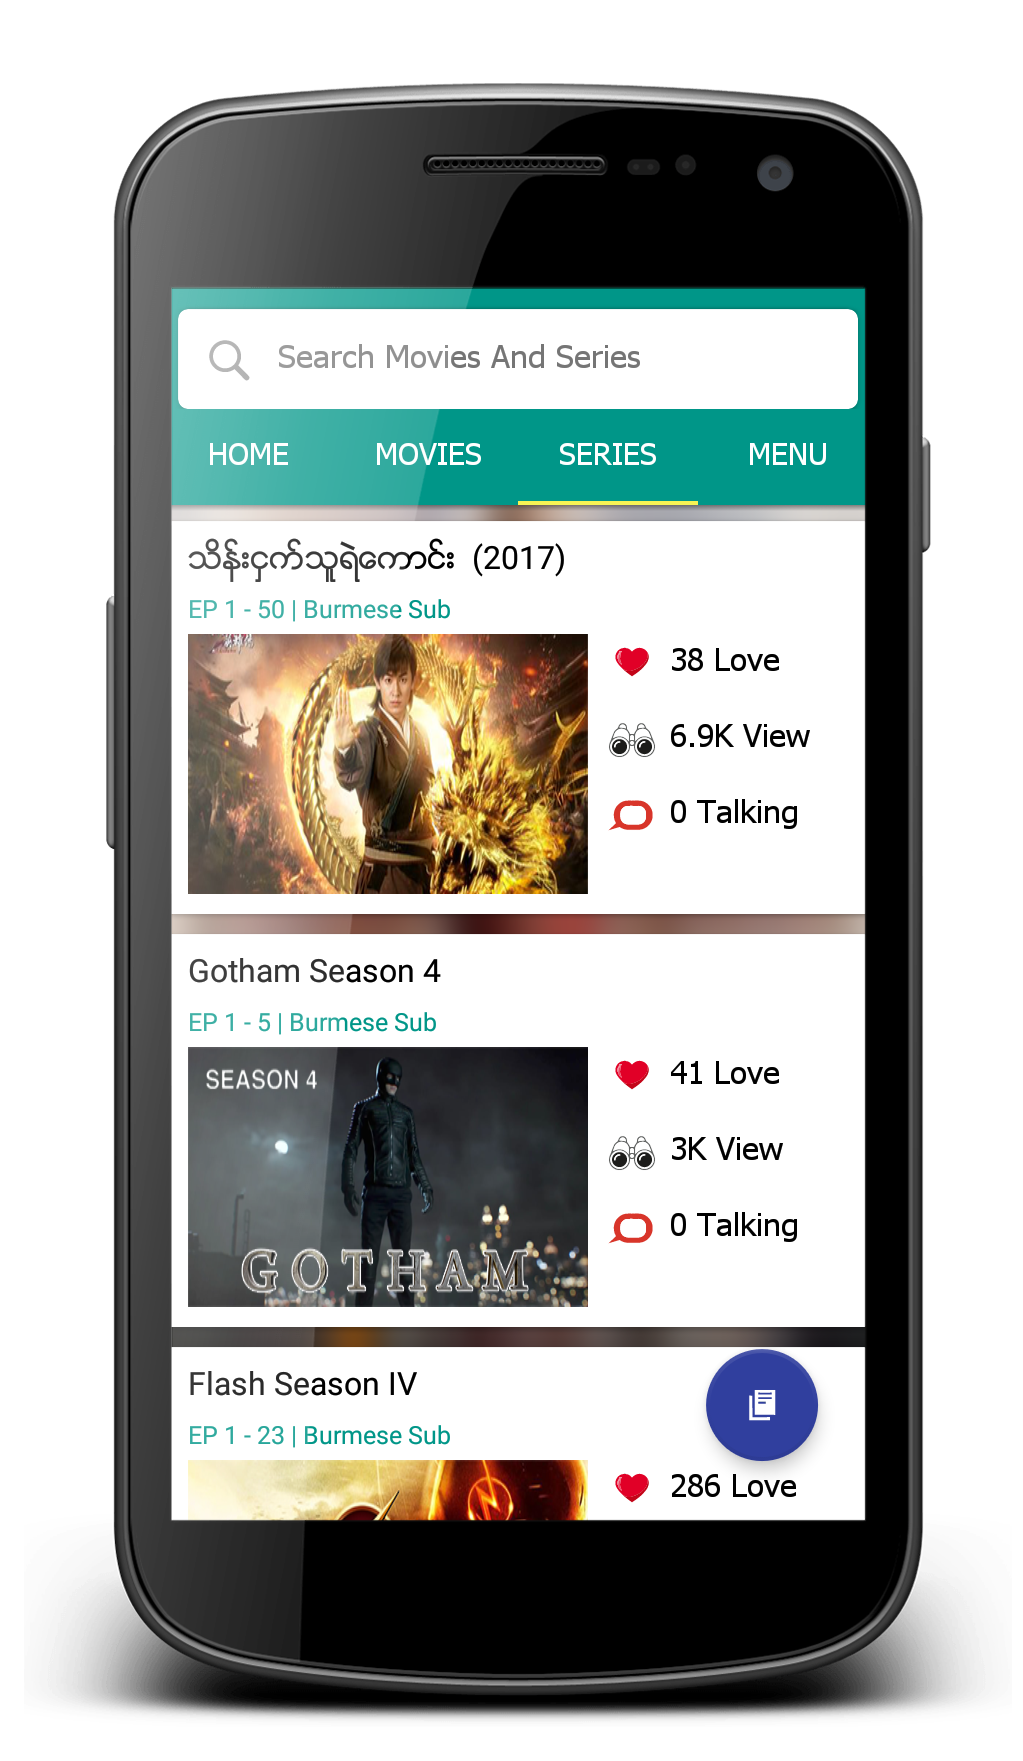 Search Movies And Series
HOME MOVIES SERIES MENU
သိန်းငှက်သူရဲကောင်း (2017)
EP 1 - 50 | Burmese Sub
38 Love
6.9K View
0 Talking
Gotham Season 4
EP 1 - 5 | Burmese Sub
SEASON 4
GOTHAM
41 Love
3K View
0 Talking
Flash Season IV
EP 1 - 23 | Burmese Sub
286 Love